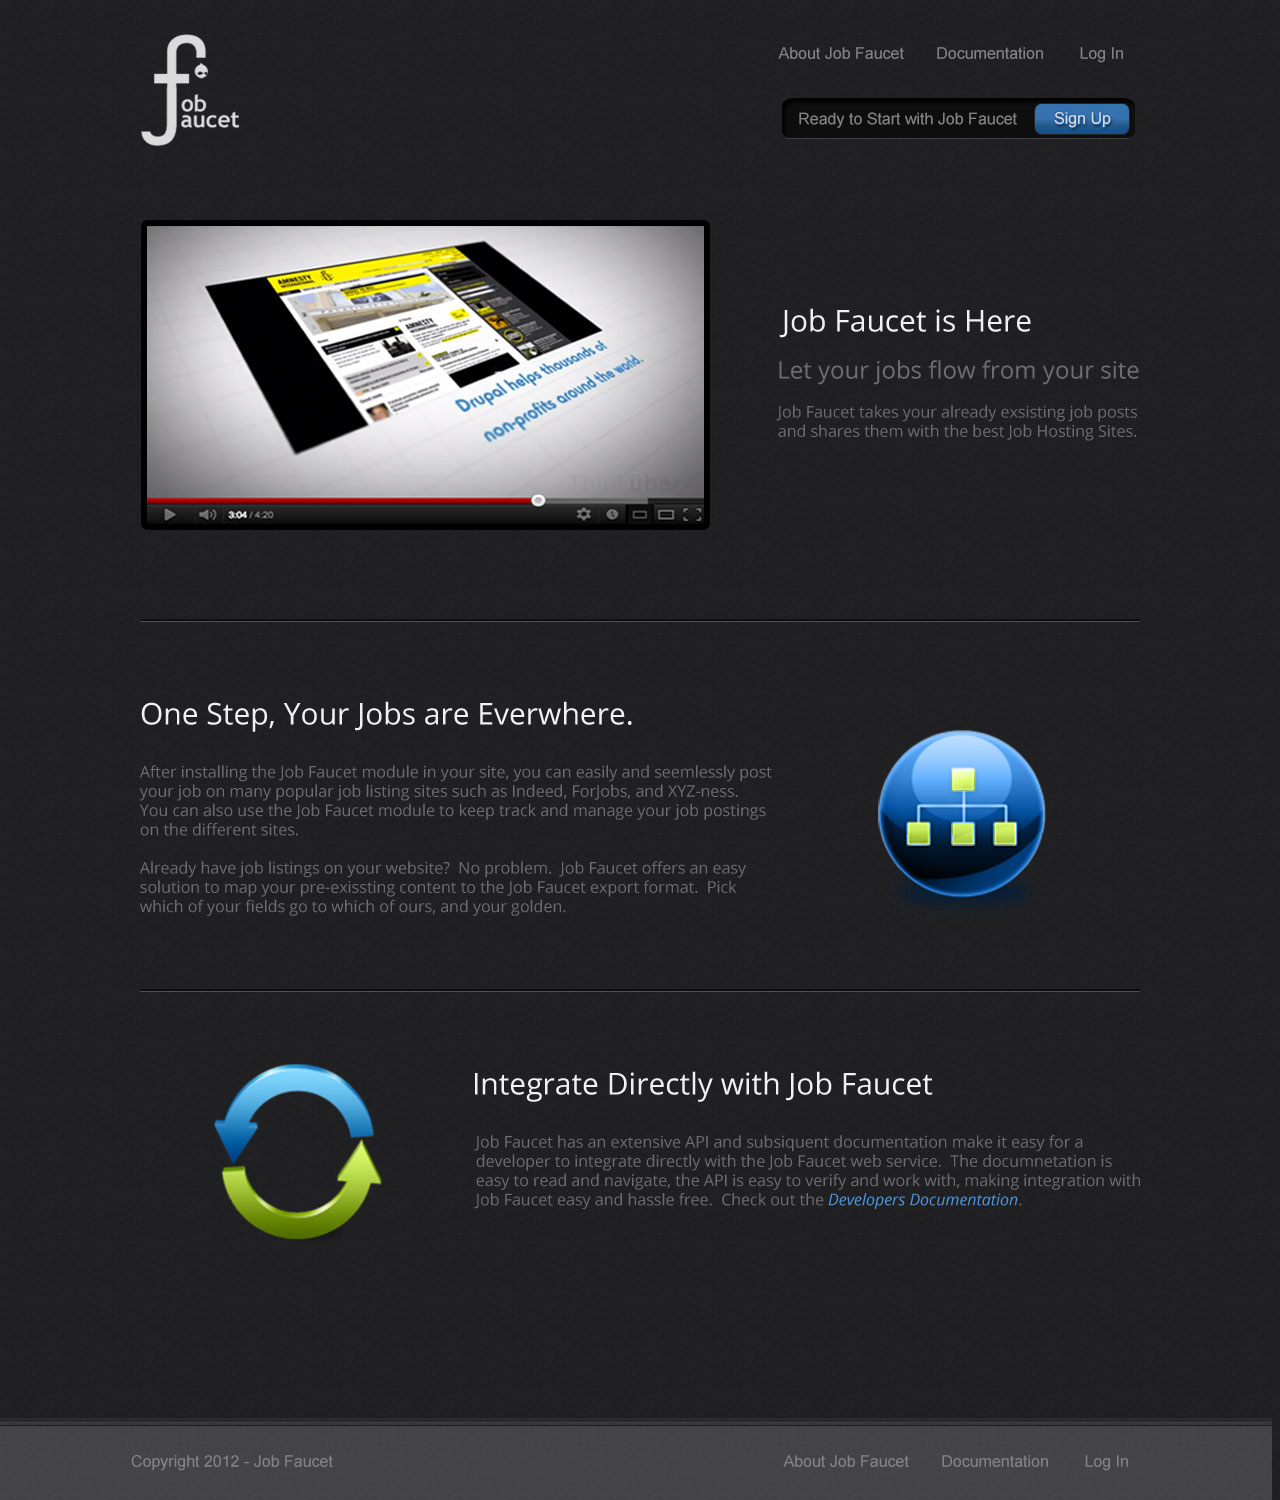 Job
Faucet
About Job Faucet Documentation Log In
Ready to Start with Job Faucet Sign Up
AMNESTY
INTERNATIONAL
AMNESTY
INTERNATIONAL
Drupal helps thousands of
non-profits around the world.
3:04 / 4:20
Job Faucet is Here
Let your jobs flow from your site
Job Faucet takes your already exsisting job posts
and shares them with the best Job Hosting Sites.
One Step, Your Jobs are Everwhere.
After installing the Job Faucet module in your site, you can easily and seemlessly post
your job on many popular job listing sites such as Indeed, ForJobs, and XYZ-ness.
You can also use the Job Faucet module to keep track and manage your job postings
on the different sites.
Already have job listings on your website? No problem. Job Faucet offers an easy
solution to map your pre-exissting content to the Job Faucet export format. Pick
which of your fields go to which of ours, and your golden.
Integrate Directly with Job Faucet
Job Faucet has an extensive API and subsiquent documentation make it easy for a
developer to integrate directly with the Job Faucet web service. The documnetation is
easy to read and navigate, the API is easy to verify and work with, making integration with
Job Faucet easy and hassle free. Check out the Developers Documentation.
Copyright 2012 - Job Faucet About Job Faucet Documentation Log In